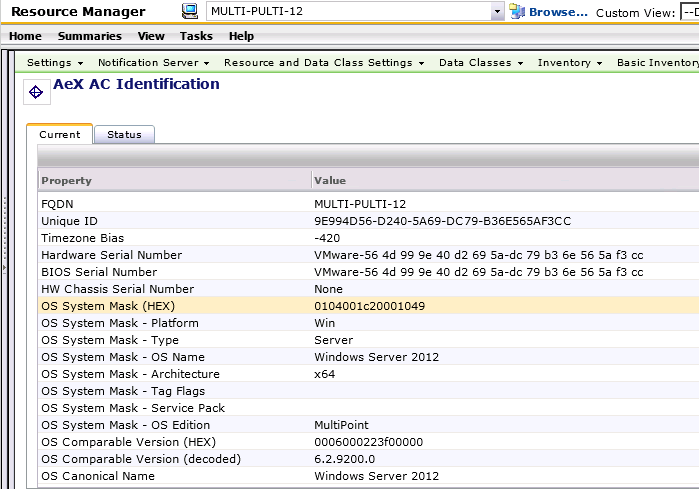 Resource Manager MULTI-PULTI-12 Browse... Custom View: --D
Home Summaries View Tasks Help
Settings Notification Server Resource and Data Class Settings Data Classes Inventory Basic Inventory
AeX AC Identification
Current Status
Property Value
FQDN MULTI-PULTI-12
Unique ID 9E994D56-D240-5A69-DC79-B36E565AF3CC
Timezone Bias -420
Hardware Serial Number VMware-56 4d 99 9e 40 d2 69 5a-dc 79 b3 6e 56 5a f3 cc
BIOS Serial Number VMware-56 4d 99 9e 40 d2 69 5a-dc 79 b3 6e 56 5a f3 cc
HW Chassis Serial Number None
OS System Mask (HEX) 0104001c20001049
OS System Mask - Platform Win
OS System Mask - Type Server
OS System Mask - OS Name Windows Server 2012
OS System Mask - Architecture x64
OS System Mask - Tag Flags
OS System Mask - Service Pack
OS System Mask - OS Edition MultiPoint
OS Comparable Version (HEX) 0006000223f00000
OS Comparable Version (decoded) 6.2.9200.0
OS Canonical Name Windows Server 2012